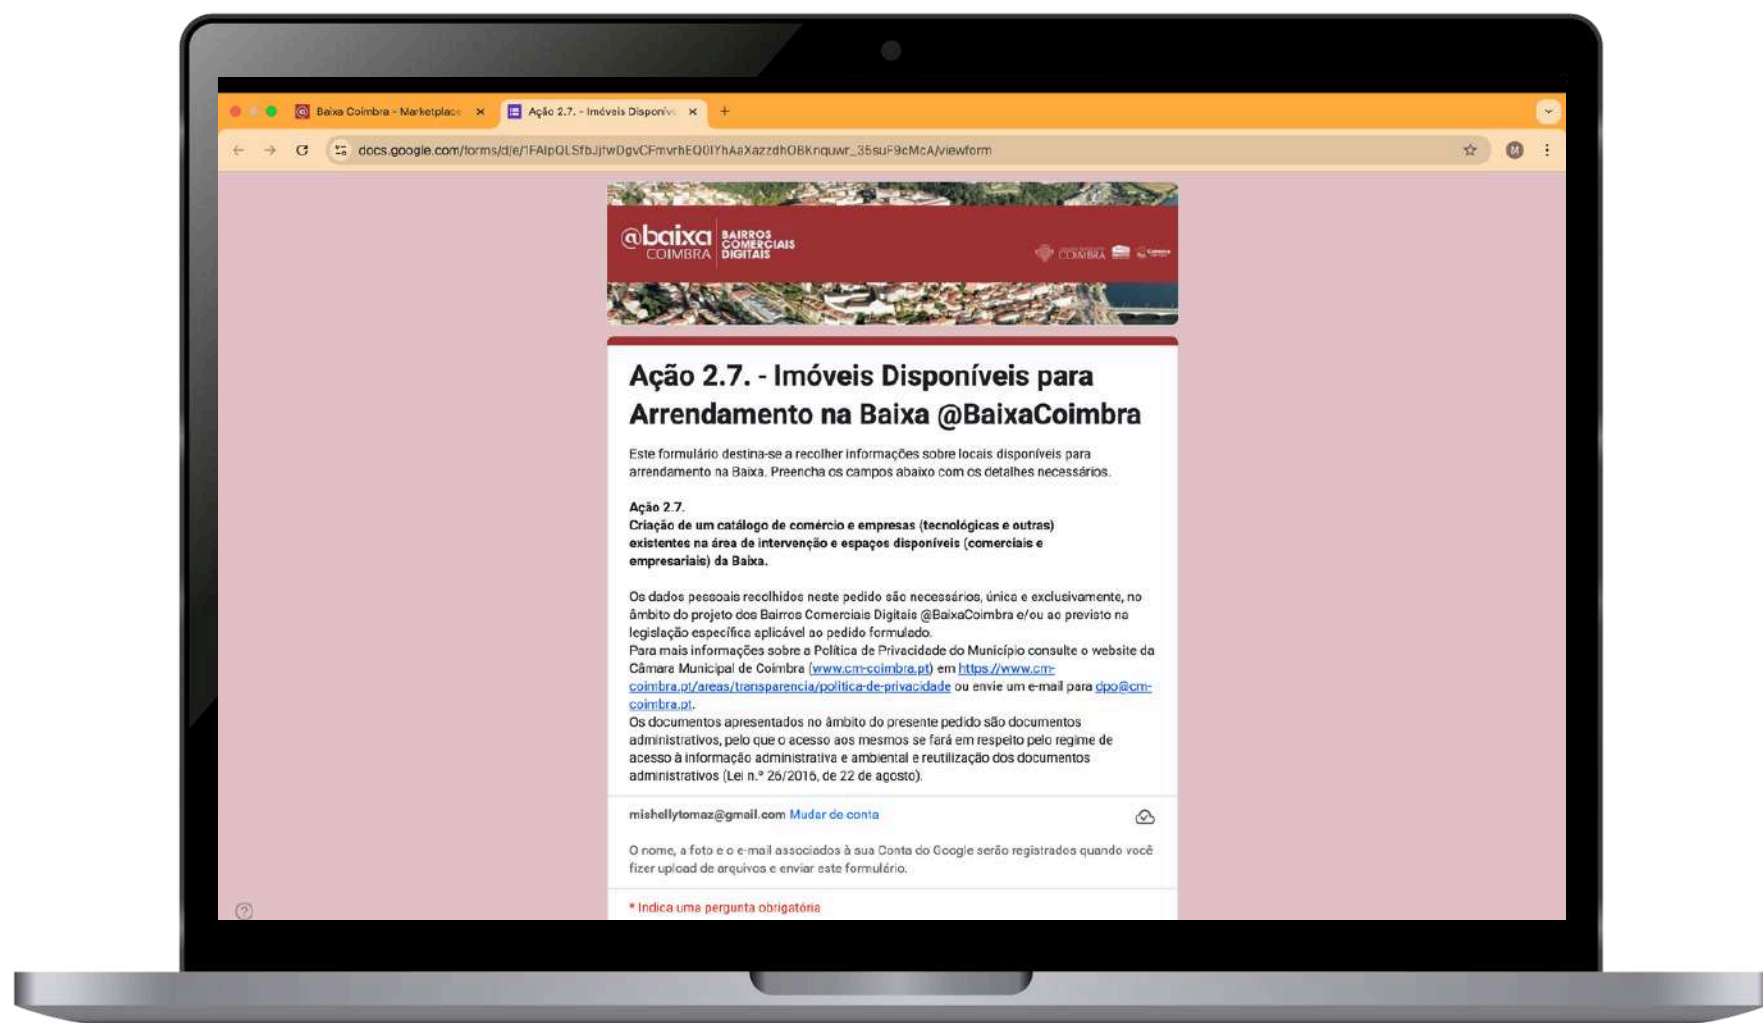 Baixa Coimbra - Marketplace
Ação 2.7. - Imóveis Disponíve
docs.google.com/forms/d/e/1FAIpQLSfbJjfwDgvCFmvrhEQ0IYhAaXazzdhOBKnquwr_35suF9cMcA/viewform
M
@baixa
COIMBRA
BAIRROS
COMERCIAIS
DIGITAIS
COIMBRA
Ação 2.7. - Imóveis Disponíveis para
Arrendamento na Baixa @BaixaCoimbra
Este formulário destina-se a recolher informações sobre locais disponíveis para
arrendamento na Baixa. Preencha os campos abaixo com os detalhes necessários.
Ação 2.7.
Criação de um catálogo de comércio e empresas (tecnológicas e outras)
existentes na área de intervenção e espaços disponíveis (comerciais e
empresariais) da Baixa.
Os dados pessoais recolhidos neste pedido são necessários, única e exclusivamente, no
âmbito do projeto dos Bairros Comerciais Digitais @BaixaCoimbra e/ou ao previsto na
legislação específica aplicável ao pedido formulado.
Para mais informações sobre a Política de Privacidade do Município consulte o website da
Câmara Municipal de Coimbra (www.cm-coimbra.pt) em https://www.cm-
coimbra.pt/areas/transparencia/politica-de-privacidade ou envie um e-mail para dpo@cm-
coimbra.pt.
Os documentos apresentados no âmbito do presente pedido são documentos
administrativos, pelo que o acesso aos mesmos se fará em respeito pelo regime de
acesso à informação administrativa e ambiental e reutilização dos documentos
administrativos (Lei n.º 26/2016, de 22 de agosto).
mishellytomaz@gmail.com Mudar de conta
O nome, a foto e o e-mail associados à sua Conta do Google serão registrados quando você
fizer upload de arquivos e enviar este formulário.
* Indica uma pergunta obrigatória